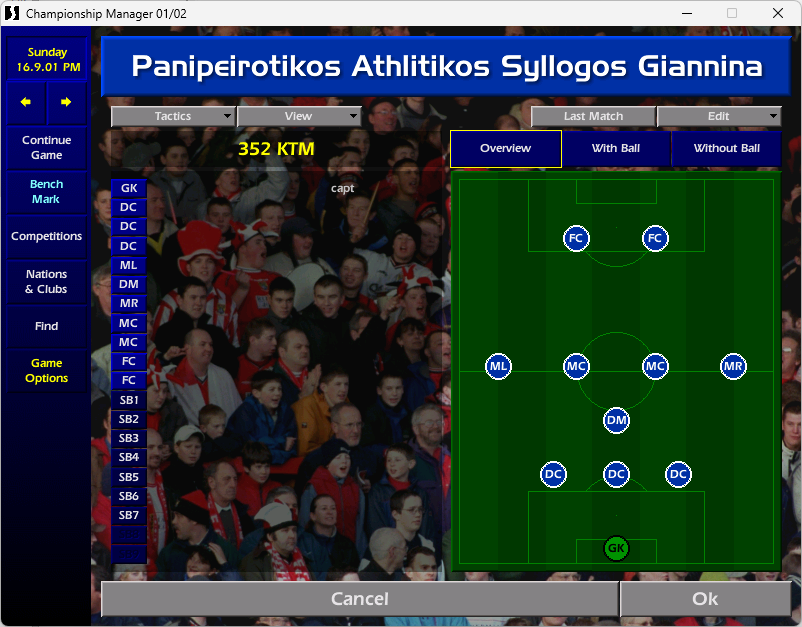 Championship Manager 01/02
Sunday
16.9.01 PM
Continue
Game
Bench
Mark
Competitions
Nations
& Clubs
Find
Game
Options
Panipeirotikos Athlitikos Syllogos Giannina
Tactics
View
Last Match
Edit
352 KTM
Overview
With Ball
Without Ball
GK
capt
DC
DC
DC
ML
DM
MR
MC
MC
FC
FC
SB1
SB2
SB3
SB4
SB5
SB6
SB7
FC FC
ML MC MC MR
DM
DC DC DC
GK
Cancel
Ok